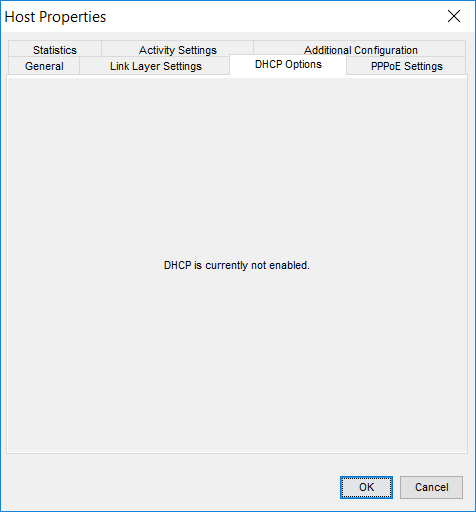 Host Properties
Statistics Activity Settings Additional Configuration
General Link Layer Settings DHCP Options PPPoE Settings
DHCP is currently not enabled.
OK Cancel